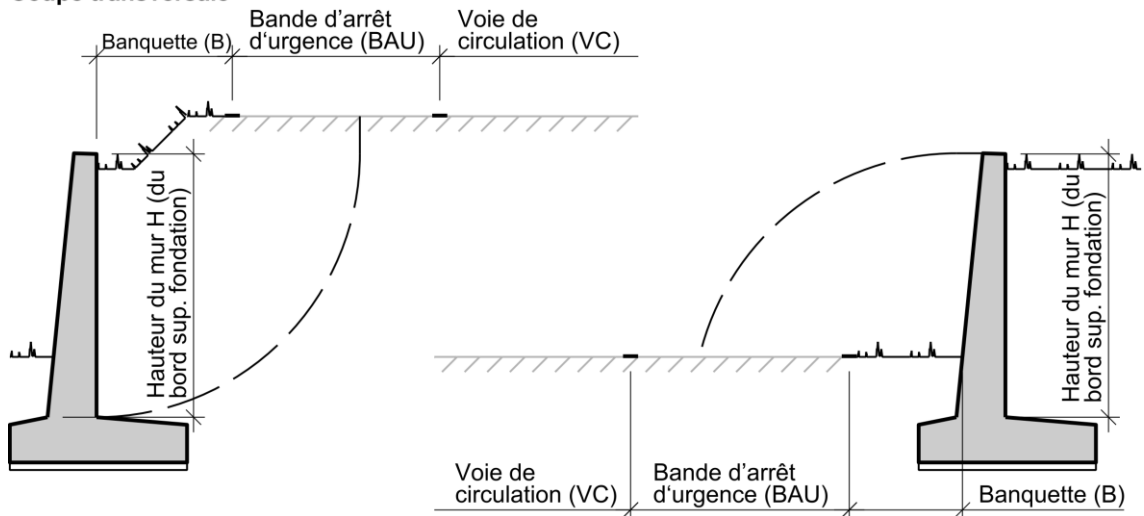 Bande d'arrêt
d'urgence (BAU)
Voie de
circulation (VC)
Banquette (B)
Hauteur du mur H (du
bord sup. fondation)
Hauteur du mur H (du
bord sup. fondation)
Voie de
circulation (VC)
Bande d'arrêt
d'urgence (BAU)
Banquette (B)